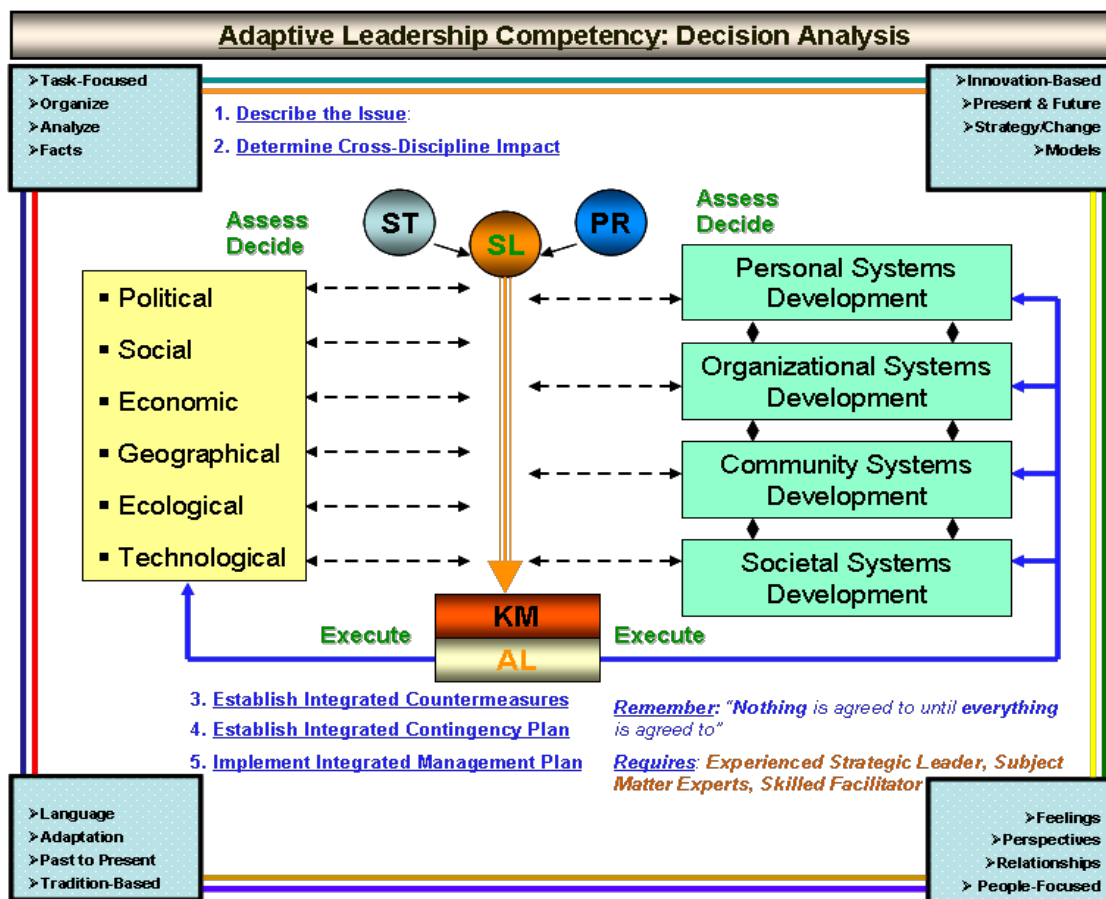 Adaptive Leadership Competency: Decision Analysis
➢Task-Focused
➢Organize
➢Analyze
➢Facts
➢Innovation-Based
➢Present & Future
➢Strategy/Change
➢Models
1. Describe the Issue:
2. Determine Cross-Discipline Impact
Assess
Decide
ST
SL
PR
Assess
Decide
▪ Political
▪ Social
▪ Economic
▪ Geographical
▪ Ecological
▪ Technological
Personal Systems
Development
Organizational Systems
Development
Community Systems
Development
Societal Systems
Development
Execute
KM
AL
Execute
3. Establish Integrated Countermeasures
4. Establish Integrated Contingency Plan
5. Implement Integrated Management Plan
Remember: “Nothing is agreed to until everything
is agreed to”
Requires: Experienced Strategic Leader, Subject
Matter Experts, Skilled Facilitator
➢Language
➢Adaptation
➢Past to Present
➢Tradition-Based
➢Feelings
➢Perspectives
➢Relationships
➢ People-Focused